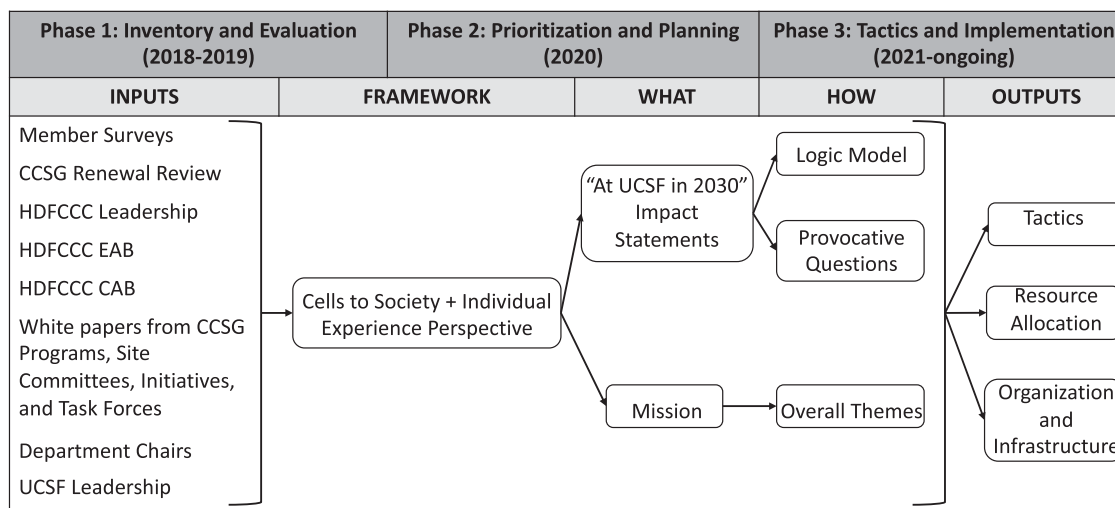 Phase 1: Inventory and Evaluation
(2018-2019)
Phase 2: Prioritization and Planning
(2020)
Phase 3: Tactics and Implementation
(2021-ongoing)
INPUTS
FRAMEWORK
WHAT
HOW
OUTPUTS
Member Surveys
CCSG Renewal Review
HDFCCC Leadership
HDFCCC EAB
HDFCCC CAB
White papers from CCSG
Programs, Site
Committees, Initiatives,
and Task Forces
Department Chairs
UCSF Leadership
Cells to Society + Individual
Experience Perspective
“At UCSF in 2030”
Impact
Statements
Mission
Logic Model
Provocative
Questions
Overall Themes
Tactics
Resource
Allocation
Organization
and
Infrastructure